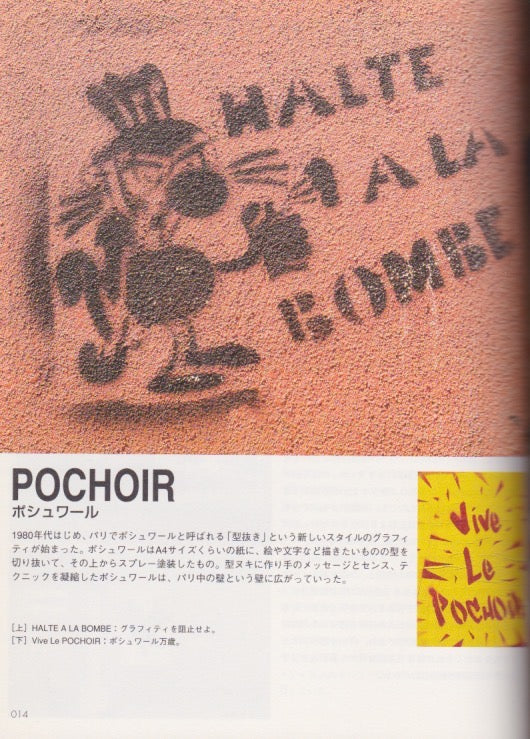 HALTE
A LA
BOMBE
POCHOIR
ポシュワール
1980年代はじめ、パリでポシュワールと呼ばれる「型抜き」という新しいスタイルのグラフィ
ティが始まった。ポシュワールはA4サイズくらいの紙に、絵や文字など描きたいものの型を
切り抜いて、その上からスプレー塗装したもの。型ヌキに作り手のメッセージとセンス、テ
クニックを凝縮したポシュワールは、パリ中の壁という壁に広がっていった。
Vive
Le
POCHOIR
[上] HALTE A LA BOMBE：グラフィティを阻止せよ。
[下] Vive Le POCHOIR：ポシュワール万歳。
014